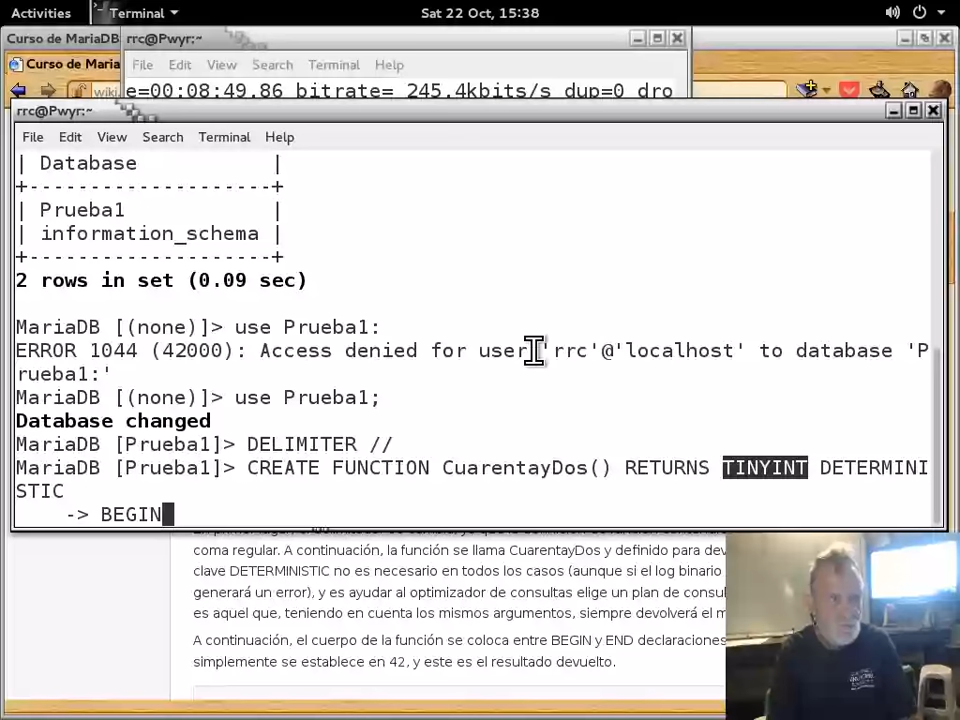 Activities Terminal Sat 22 Oct, 15:38
Curso de MariaDB rrc@Pwyr:~
Curso de Maria File Edit View Search Terminal Help
wiki e=00:08:49.86 bitrate= 245.4kbits/s dup=0 dro
rrc@Pwyr:~
File Edit View Search Terminal Help
| Database |
+--------------------+
| Prueba1 |
| information_schema |
+--------------------+
2 rows in set (0.09 sec)
MariaDB [(none)]> use Prueba1:
ERROR 1044 (42000): Access denied for user 'rrc'@'localhost' to database 'P
rueba1:'
MariaDB [(none)]> use Prueba1;
Database changed
MariaDB [Prueba1]> DELIMITER //
MariaDB [Prueba1]> CREATE FUNCTION CuarentayDos() RETURNS TINYINT DETERMINI
STIC
-> BEGIN
coma regular. A continuación, la función se llama CuarentayDos y definido para dev
clave DETERMINISTIC no es necesario en todos los casos (aunque si el log binario
generará un error), y es ayudar al optimizador de consultas elige un plan de consul
es aquel que, teniendo en cuenta los mismos argumentos, siempre devolverá el m
A continuación, el cuerpo de la función se coloca entre BEGIN y END declaraciones
simplemente se establece en 42, y este es el resultado devuelto.